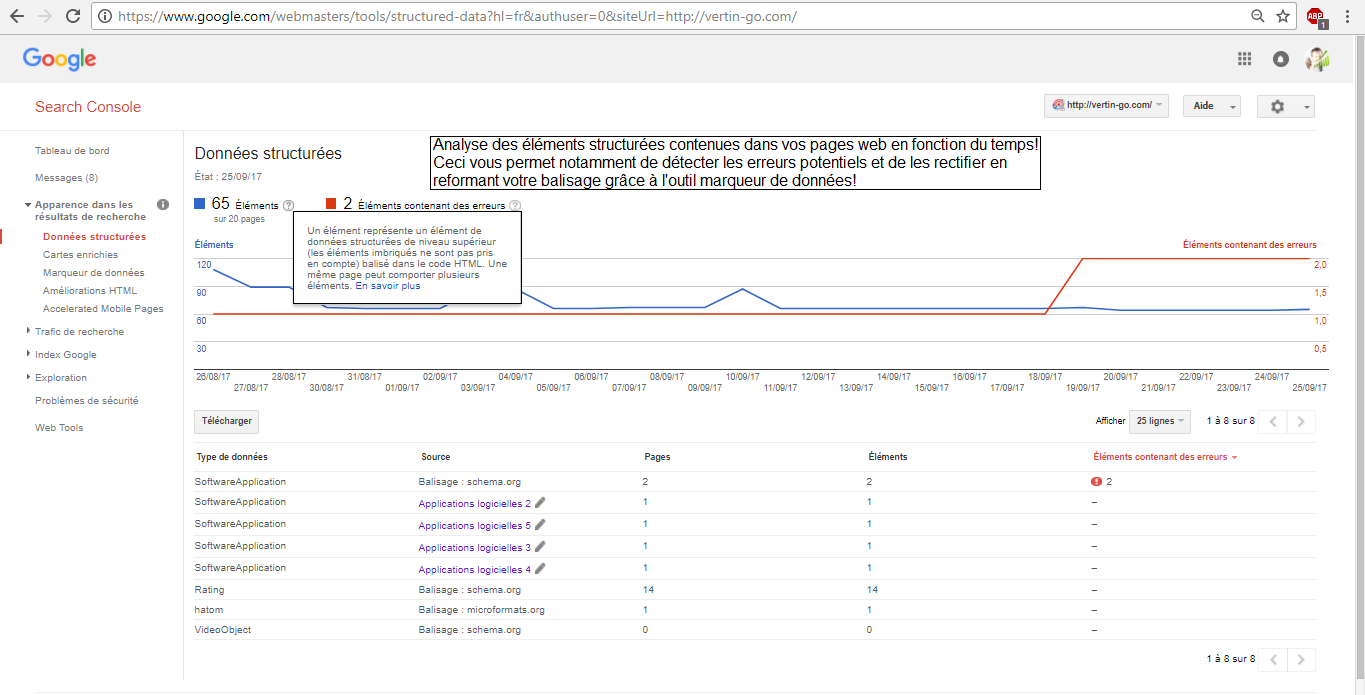 https://www.google.com/webmasters/tools/structured-data?hl=fr&authuser=0&siteUrl=http://vertin-go.com/
ABP
1
Google
Search Console
http://vertin-go.com/
Aide
Tableau de bord
Messages (8)
Apparence dans les
résultats de recherche
Données structurées
Cartes enrichies
Marqueur de données
Améliorations HTML
Accelerated Mobile Pages
Trafic de recherche
Index Google
Exploration
Problèmes de sécurité
Web Tools
Données structurées
État : 25/09/17
Analyse des éléments structurées contenues dans vos pages web en fonction du temps!
Ceci vous permet notamment de détecter les erreurs potentiels et de les rectifier en
reformant votre balisage grâce à l'outil marqueur de données!
65 Éléments ?
sur 20 pages
2 Éléments contenant des erreurs ?
Un élément représente un élément de
données structurées de niveau supérieur
(les éléments imbriqués ne sont pas pris
en compte) balisé dans le code HTML. Une
même page peut comporter plusieurs
éléments. En savoir plus
Éléments
Éléments contenant des erreurs
120
90
60
30
2,0
1,5
1,0
0,5
26/08/17 28/08/17 31/08/17 02/09/17 04/09/17 06/09/17 08/09/17 10/09/17 12/09/17 14/09/17 16/09/17 18/09/17 20/09/17 22/09/17 24/09/17
27/08/17 30/08/17 01/09/17 03/09/17 05/09/17 07/09/17 09/09/17 11/09/17 13/09/17 15/09/17 17/09/17 19/09/17 21/09/17 23/09/17 25/09/17
Télécharger
Afficher 25 lignes 1 à 8 sur 8
Type de données Source Pages Éléments Éléments contenant des erreurs
SoftwareApplication Balisage : schema.org 2 2 2
SoftwareApplication Applications logicielles 2 1 1 –
SoftwareApplication Applications logicielles 5 1 1 –
SoftwareApplication Applications logicielles 3 1 1 –
SoftwareApplication Applications logicielles 4 1 1 –
Rating Balisage : schema.org 14 14 –
hatom Balisage : microformats.org 1 1 –
VideoObject Balisage : schema.org 0 0 –
1 à 8 sur 8